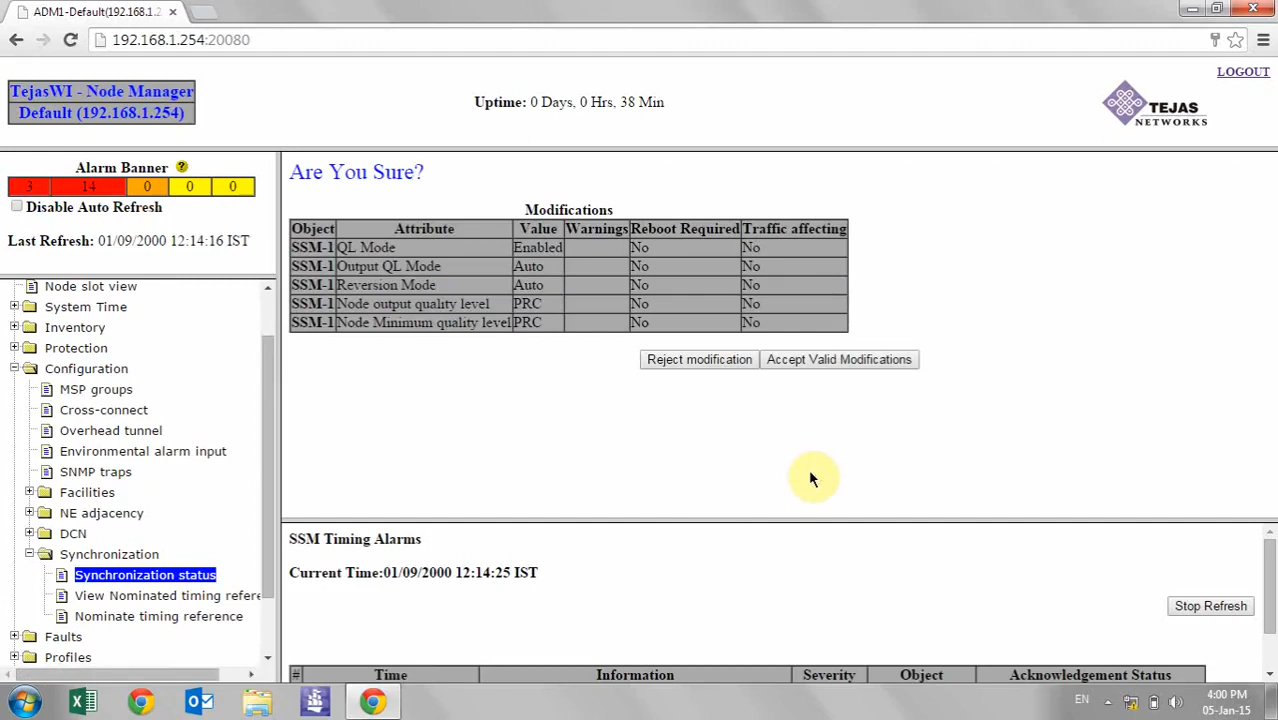 ADM1-Default(192.168.1.2
192.168.1.254:20080
LOGOUT
TejasWI - Node Manager
Default (192.168.1.254)
Uptime: 0 Days, 0 Hrs, 38 Min
TEJAS
NETWORKS
Alarm Banner ?
3 14 0 0 0
Disable Auto Refresh
Last Refresh: 01/09/2000 12:14:16 IST
Node slot view
System Time
Inventory
Protection
Configuration
MSP groups
Cross-connect
Overhead tunnel
Environmental alarm input
SNMP traps
Facilities
NE adjacency
DCN
Synchronization
Synchronization status
View Nominated timing refere
Nominate timing reference
Faults
Profiles
Are You Sure?
Modifications
Object Attribute Value Warnings Reboot Required Traffic affecting
SSM-1 QL Mode Enabled No No
SSM-1 Output QL Mode Auto No No
SSM-1 Reversion Mode Auto No No
SSM-1 Node output quality level PRC No No
SSM-1 Node Minimum quality level PRC No No
Reject modification Accept Valid Modifications
SSM Timing Alarms
Current Time:01/09/2000 12:14:25 IST
Stop Refresh
# Time Information Severity Object Acknowledgement Status
EN
4:00 PM
05-Jan-15